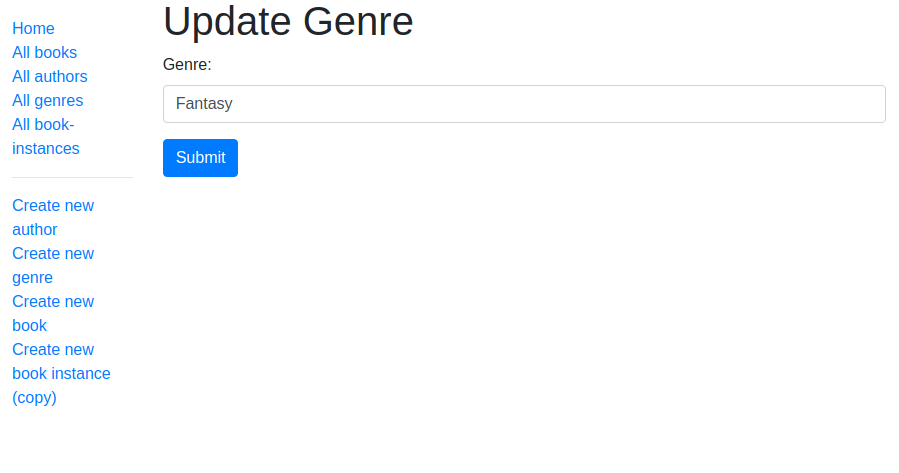 Home
All books
All authors
All genres
All book-
instances
Create new
author
Create new
genre
Create new
book
Create new
book instance
(copy)
Update Genre
Genre:
Fantasy
Submit